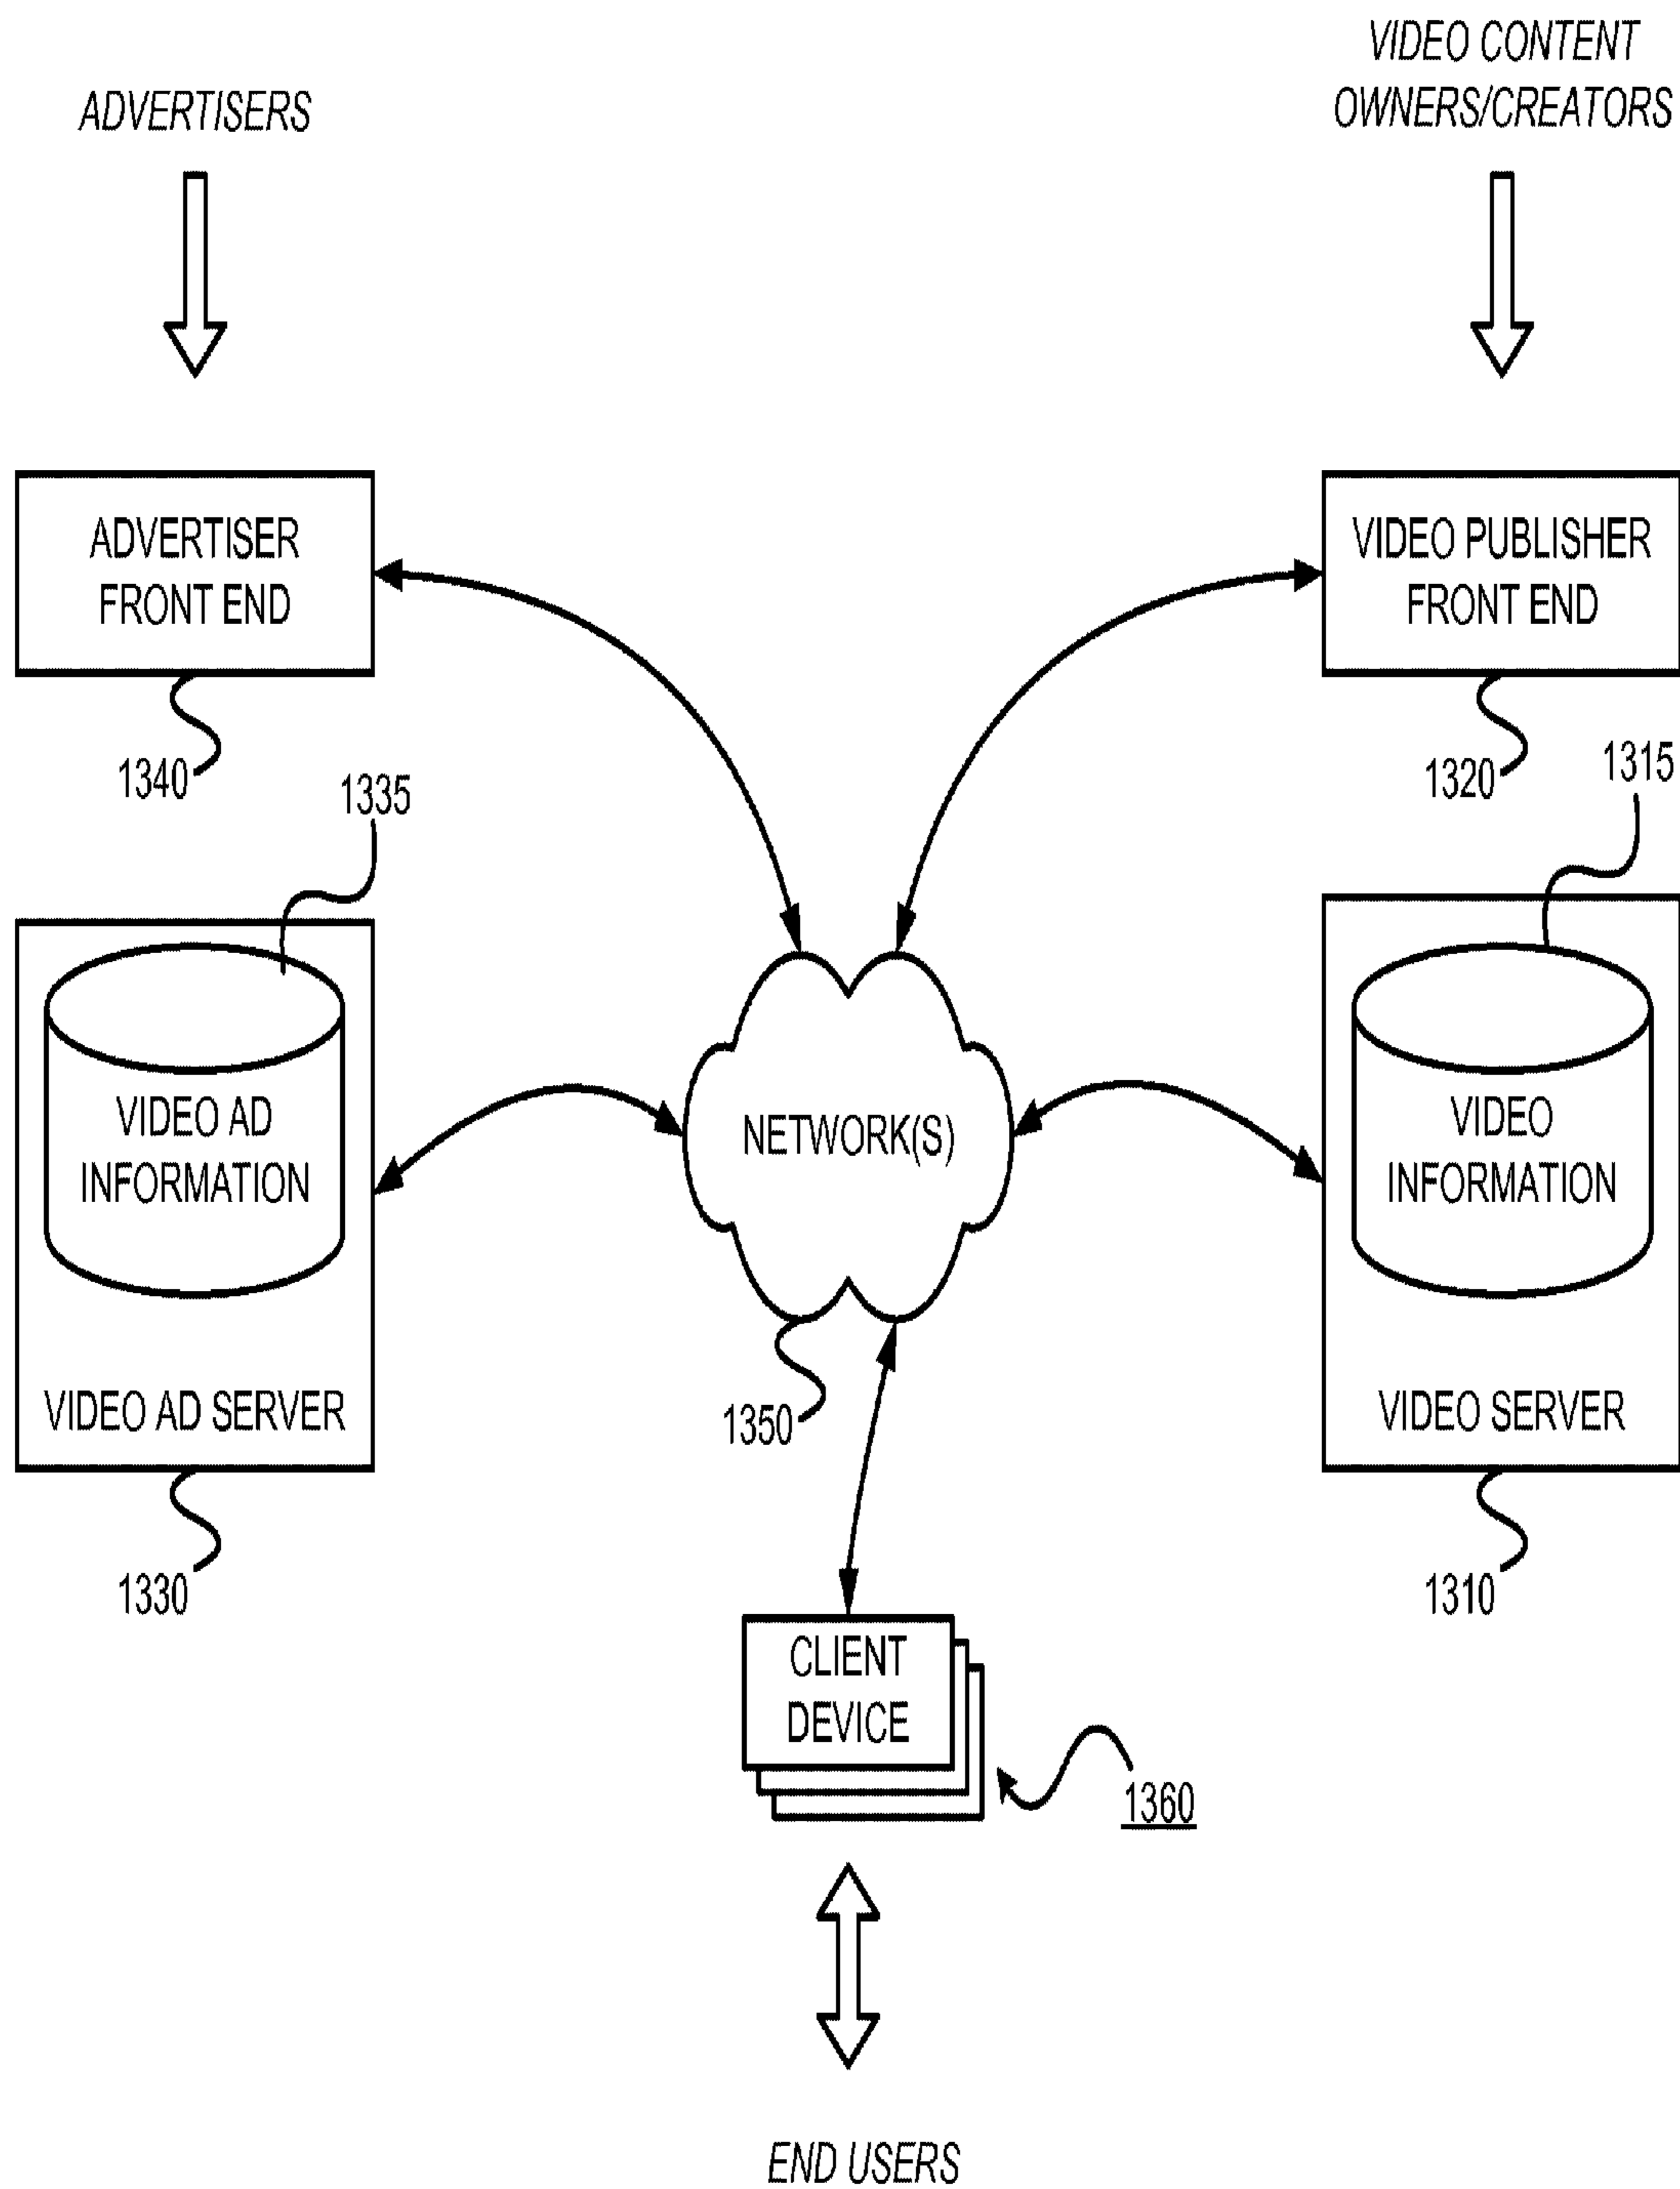 VIDEO CONTENT
OWNERS/CREATORS
ADVERTISERS
ADVERTISER
FRONT END
VIDEO PUBLISHER
FRONT END
1340
1335
1320
1315
VIDEO AD
INFORMATION
NETWORK(S)
VIDEO
INFORMATION
VIDEO AD SERVER
1350
VIDEO SERVER
1330
1310
CLIENT
DEVICE
1360
END USERS